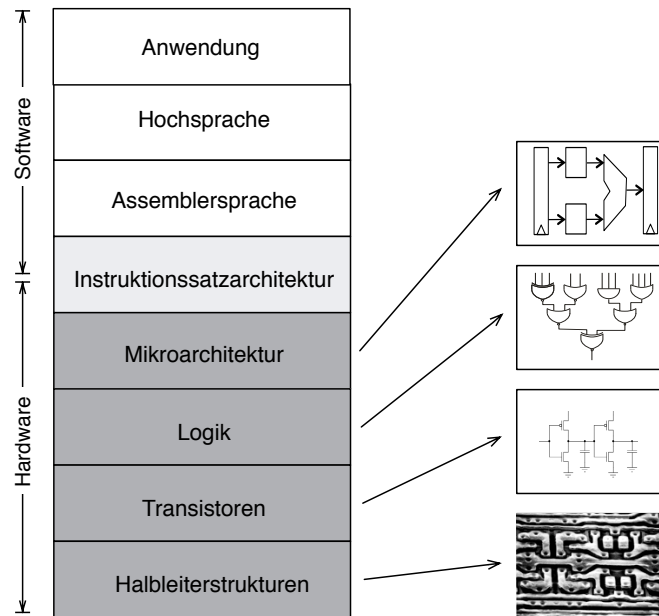 Software
Hardware
Anwendung
Hochsprache
Assemblersprache
Instruktionssatzarchitektur
Mikroarchitektur
Logik
Transistoren
Halbleiterstrukturen